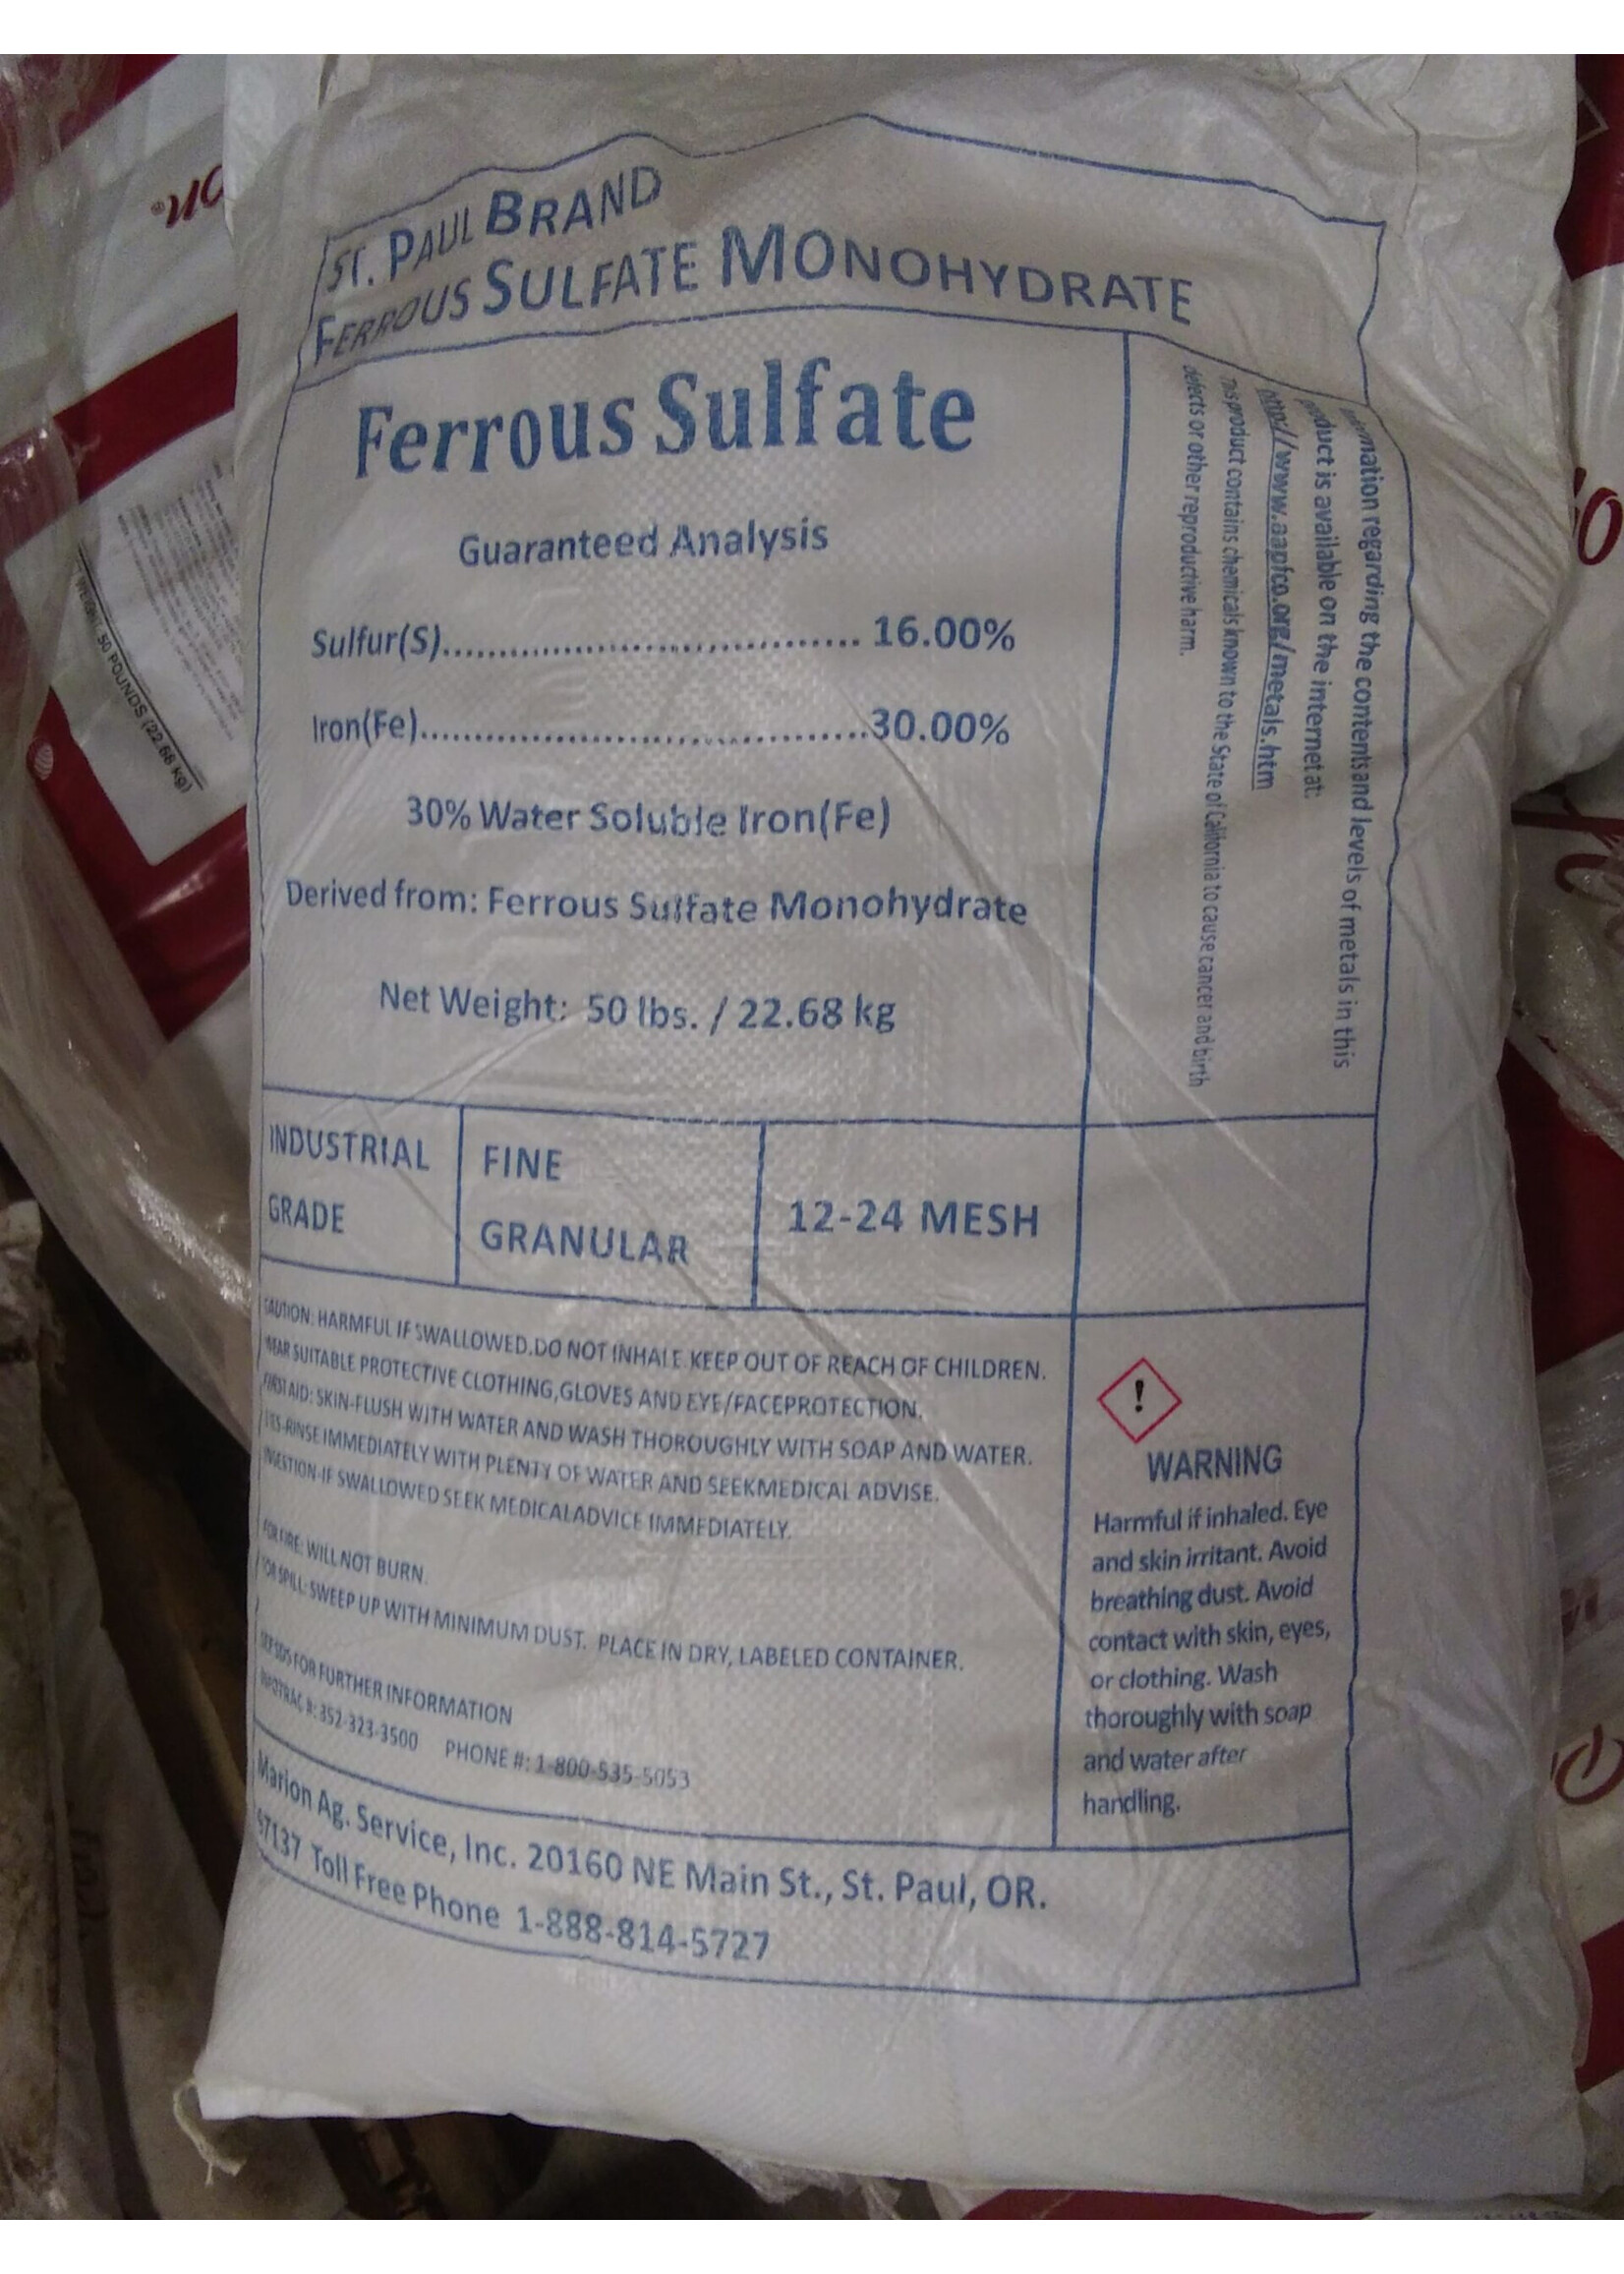 ST. PAUL BRAND
FERROUS SULFATE MONOHYDRATE
Ferrous Sulfate
Guaranteed Analysis
Sulfur(S)........................................ 16.00%
Iron(Fe)..........................................30.00%
30% Water Soluble Iron(Fe)
Derived from: Ferrous Sulfate Monohydrate
Net Weight: 50 lbs. / 22.68 kg
regarding the contents and levels of metals in this
product is available on the internet at:
http://www.aapfco.org/metals.htm
This product contains chemicals known to the State of California to cause cancer and birth
defects or other reproductive harm.
INDUSTRIAL
GRADE
FINE
GRANULAR
12-24 MESH
CAUTION: HARMFUL IF SWALLOWED.DO NOT INHALE.KEEP OUT OF REACH OF CHILDREN.
WEAR SUITABLE PROTECTIVE CLOTHING,GLOVES AND EYE/FACEPROTECTION.
FIRST AID: SKIN-FLUSH WITH WATER AND WASH THOROUGHLY WITH SOAP AND WATER.
EYES-RINSE IMMEDIATELY WITH PLENTY OF WATER AND SEEKMEDICAL ADVISE.
INGESTION-IF SWALLOWED SEEK MEDICALADVICE IMMEDIATELY.
FOR FIRE: WILL NOT BURN.
FOR SPILL: SWEEP UP WITH MINIMUM DUST. PLACE IN DRY, LABELED CONTAINER.
SEE SDS FOR FURTHER INFORMATION
INFOTRAC #: 352-323-3500 PHONE #: 1-800-535-5053
!
WARNING
Harmful if inhaled. Eye
and skin irritant. Avoid
breathing dust. Avoid
contact with skin, eyes,
or clothing. Wash
thoroughly with soap
and water after
handling.
Marion Ag. Service, Inc. 20160 NE Main St., St. Paul, OR.
97137 Toll Free Phone 1-888-814-5727
50 POUNDS (22.68 kg)